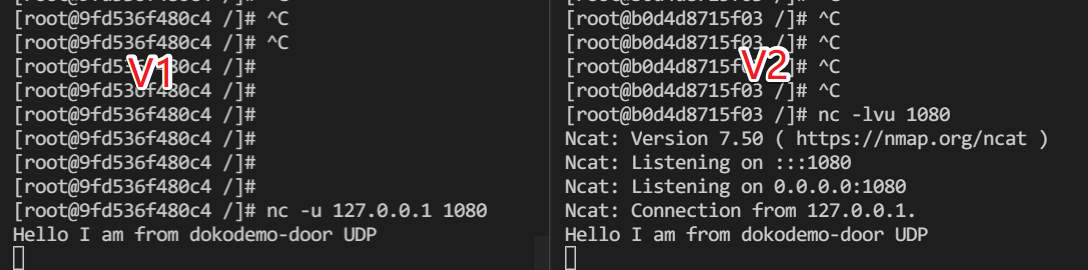 [root@9fd536f480c4 /]# ^C
[root@9fd536f480c4 /]# ^C
[root@9fd536f480c4 /]#
[root@9fd536f480c4 /]#
[root@9fd536f480c4 /]#
[root@9fd536f480c4 /]#
[root@9fd536f480c4 /]#
[root@9fd536f480c4 /]#
[root@9fd536f480c4 /]# nc -u 127.0.0.1 1080
Hello I am from dokodemo-door UDP
V1
[root@b0d4d8715f03 /]# ^C
[root@b0d4d8715f03 /]# ^C
[root@b0d4d8715f03 /]# ^C
[root@b0d4d8715f03 /]# ^C
[root@b0d4d8715f03 /]# nc -lvu 1080
Ncat: Version 7.50 ( https://nmap.org/ncat )
Ncat: Listening on :::1080
Ncat: Listening on 0.0.0.0:1080
Ncat: Connection from 127.0.0.1.
Hello I am from dokodemo-door UDP
V2